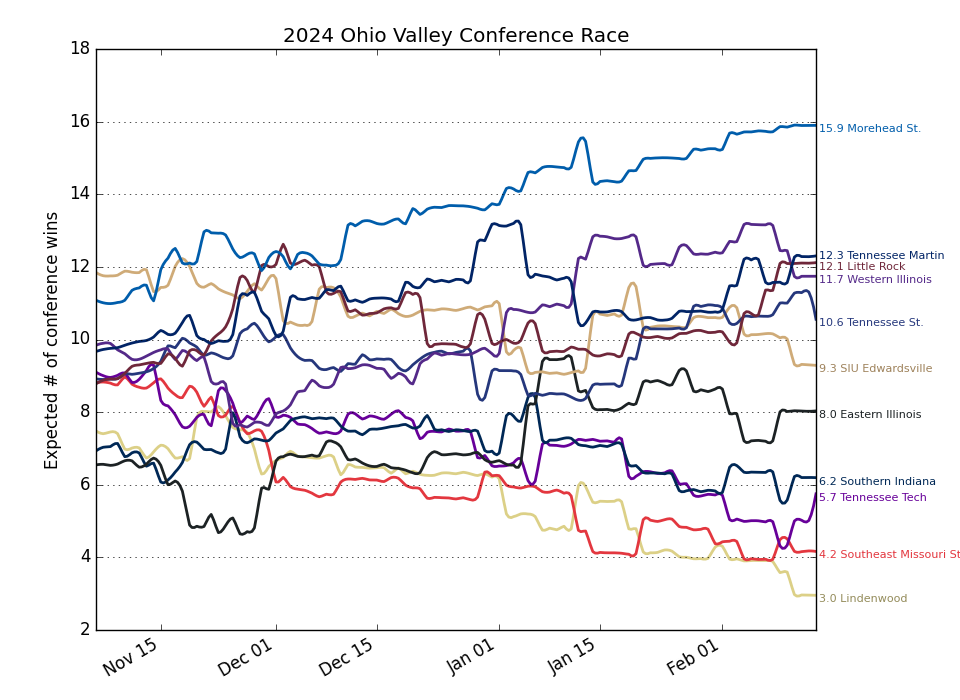 2024 Ohio Valley Conference Race
Expected # of conference wins
18
16
14
12
10
8
6
4
2
15.9 Morehead St.
12.3 Tennessee Martin
12.1 Little Rock
11.7 Western Illinois
10.6 Tennessee St.
9.3 SIU Edwardsville
8.0 Eastern Illinois
6.2 Southern Indiana
5.7 Tennessee Tech
4.2 Southeast Missouri St
3.0 Lindenwood
Nov 15
Dec 01
Dec 15
Jan 01
Jan 15
Feb 01